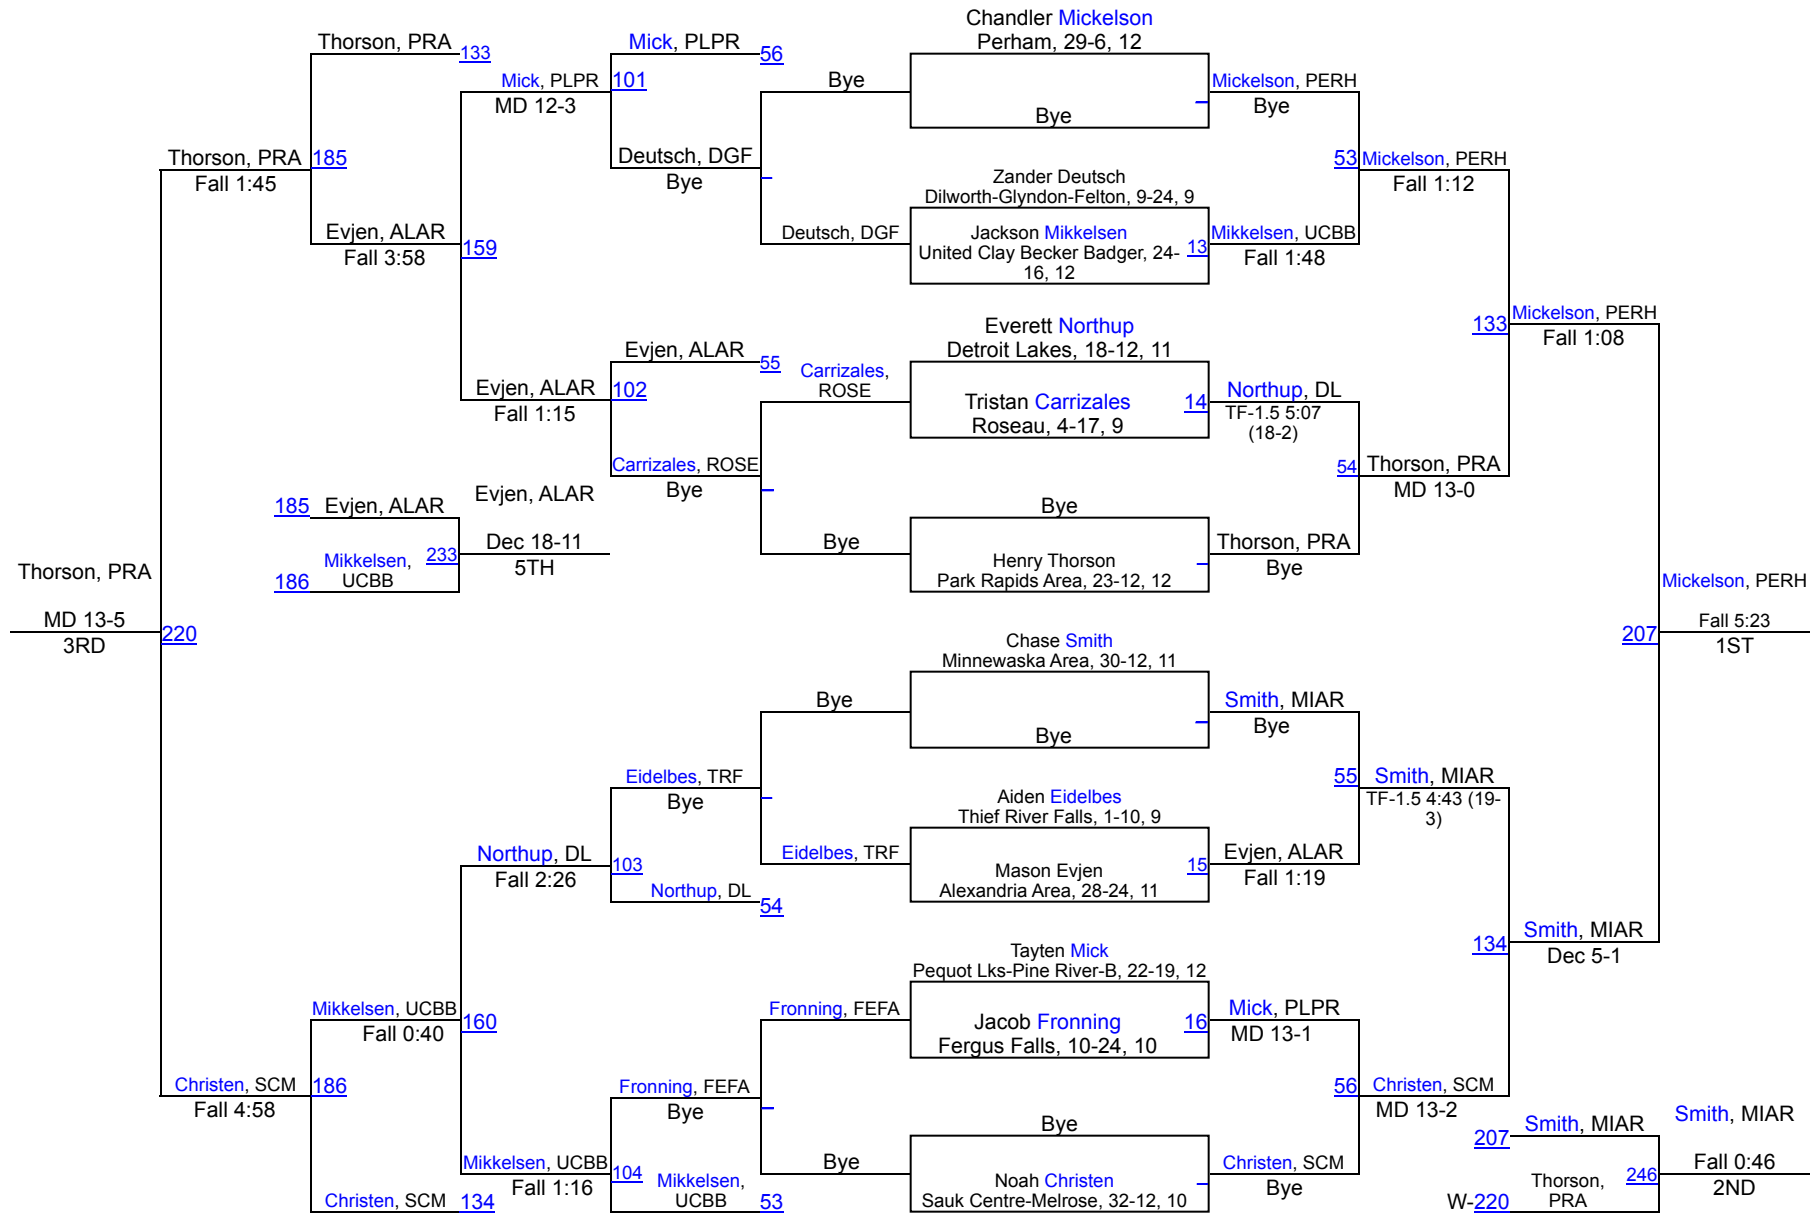 Chandler Mickelson
Perham, 29-6, 12
Thorson, PRA
133
Mick, PLPR
56
Mick, PLPR
101
MD 12-3
Bye
Bye
Mickelson, PERH
Bye
Thorson, PRA
185
Fall 1:45
Deutsch, DGF
Bye
53
Mickelson, PERH
Fall 1:12
Zander Deutsch
Dilworth-Glyndon-Felton, 9-24, 9
Evjen, ALAR
Fall 3:58
159
Deutsch, DGF
Jackson Mikkelsen
United Clay Becker Badger, 24-
16, 12
13
Mikkelsen, UCBB
Fall 1:48
133
Mickelson, PERH
Fall 1:08
Everett Northup
Detroit Lakes, 18-12, 11
Evjen, ALAR
55
Carrizales,
ROSE
Evjen, ALAR
102
Fall 1:15
Tristan Carrizales
Roseau, 4-17, 9
14
Northup, DL
TF-1.5 5:07
(18-2)
Carrizales, ROSE
Bye
54
Thorson, PRA
MD 13-0
185
Evjen, ALAR
Evjen, ALAR
Bye
Mikkelsen,
UCBB
233
186
Dec 18-11
5TH
Bye
Henry Thorson
Park Rapids Area, 23-12, 12
Thorson, PRA
Bye
Thorson, PRA
MD 13-5
3RD
220
Mickelson, PERH
207
Fall 5:23
1ST
Chase Smith
Minnewaska Area, 30-12, 11
Bye
Bye
Smith, MIAR
Bye
Eidelbes, TRF
Bye
55
Smith, MIAR
TF-1.5 4:43 (19-
3)
Aiden Eidelbes
Thief River Falls, 1-10, 9
Northup, DL
103
Fall 2:26
Eidelbes, TRF
Mason Evjen
Alexandria Area, 28-24, 11
15
Evjen, ALAR
Fall 1:19
Northup, DL
54
134
Smith, MIAR
Dec 5-1
Tayten Mick
Pequot Lks-Pine River-B, 22-19, 12
Mikkelsen, UCBB
Fall 0:40
160
Fronning, FEFA
Jacob Fronning
Fergus Falls, 10-24, 10
16
Mick, PLPR
MD 13-1
Christen, SCM
186
Fall 4:58
Fronning, FEFA
Bye
56
Christen, SCM
MD 13-2
Bye
Smith, MIAR
207
Smith, MIAR
Mikkelsen, UCBB
104
Fall 1:16
Bye
Noah Christen
Sauk Centre-Melrose, 32-12, 10
Christen, SCM
Bye
Thorson,
PRA
246
W-220
Fall 0:46
2ND
Christen, SCM
134
Mikkelsen,
UCBB
53